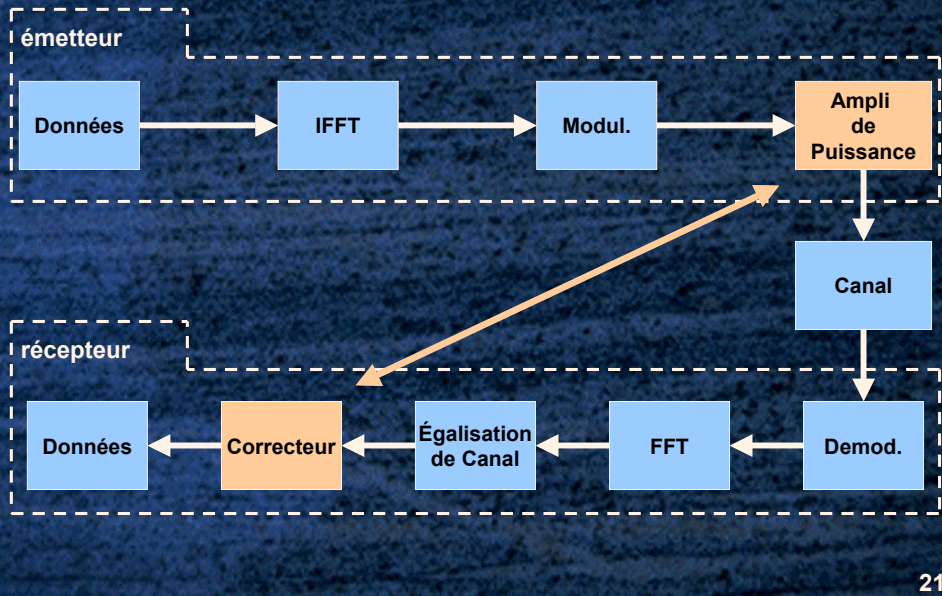 émetteur
Données
IFFT
Modul.
Ampli
de
Puissance
Canal
récepteur
Données
Correcteur
Égalisation
de Canal
FFT
Demod.
21